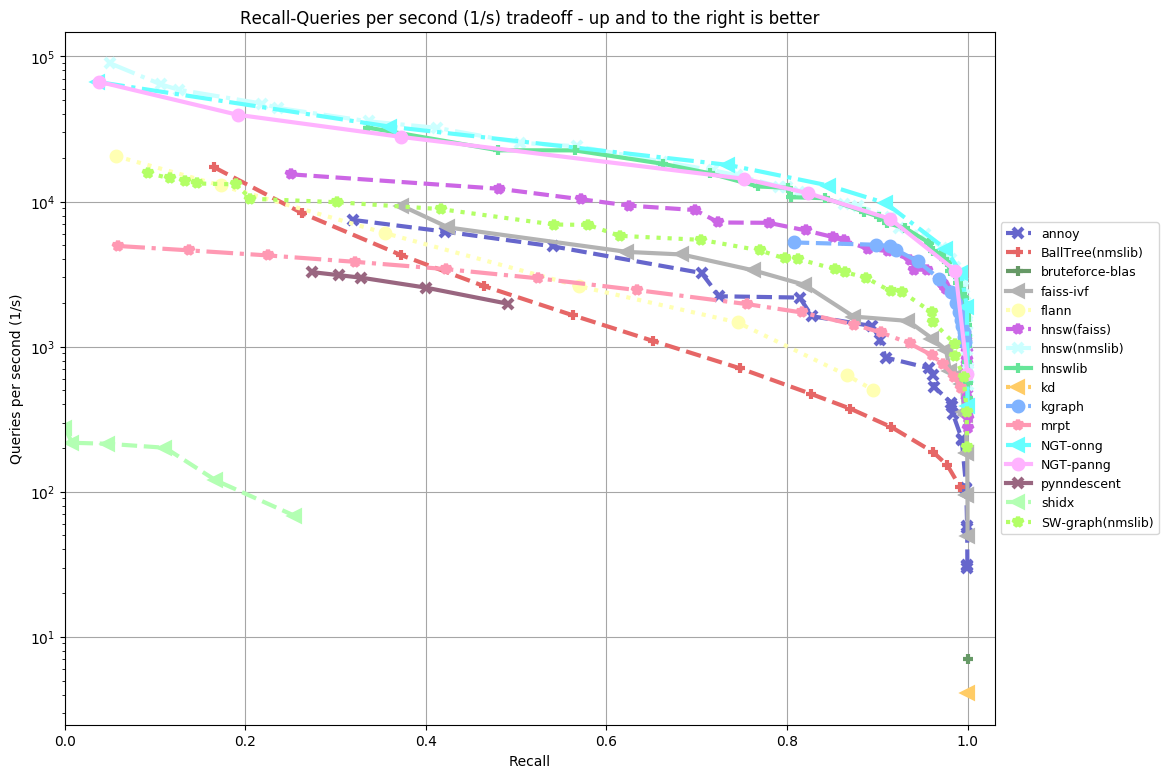 Recall-Queries per second (1/s) tradeoff - up and to the right is better
Queries per second (1/s)
10^5
10^4
10^3
10^2
10^1
0.0 0.2 0.4 0.6 0.8 1.0
Recall
annoy
BallTree(nmslib)
bruteforce-blas
faiss-ivf
flann
hnsw(faiss)
hnsw(nmslib)
hnswlib
kd
kgraph
mrpt
NGT-onng
NGT-panng
pynndescent
shidx
SW-graph(nmslib)